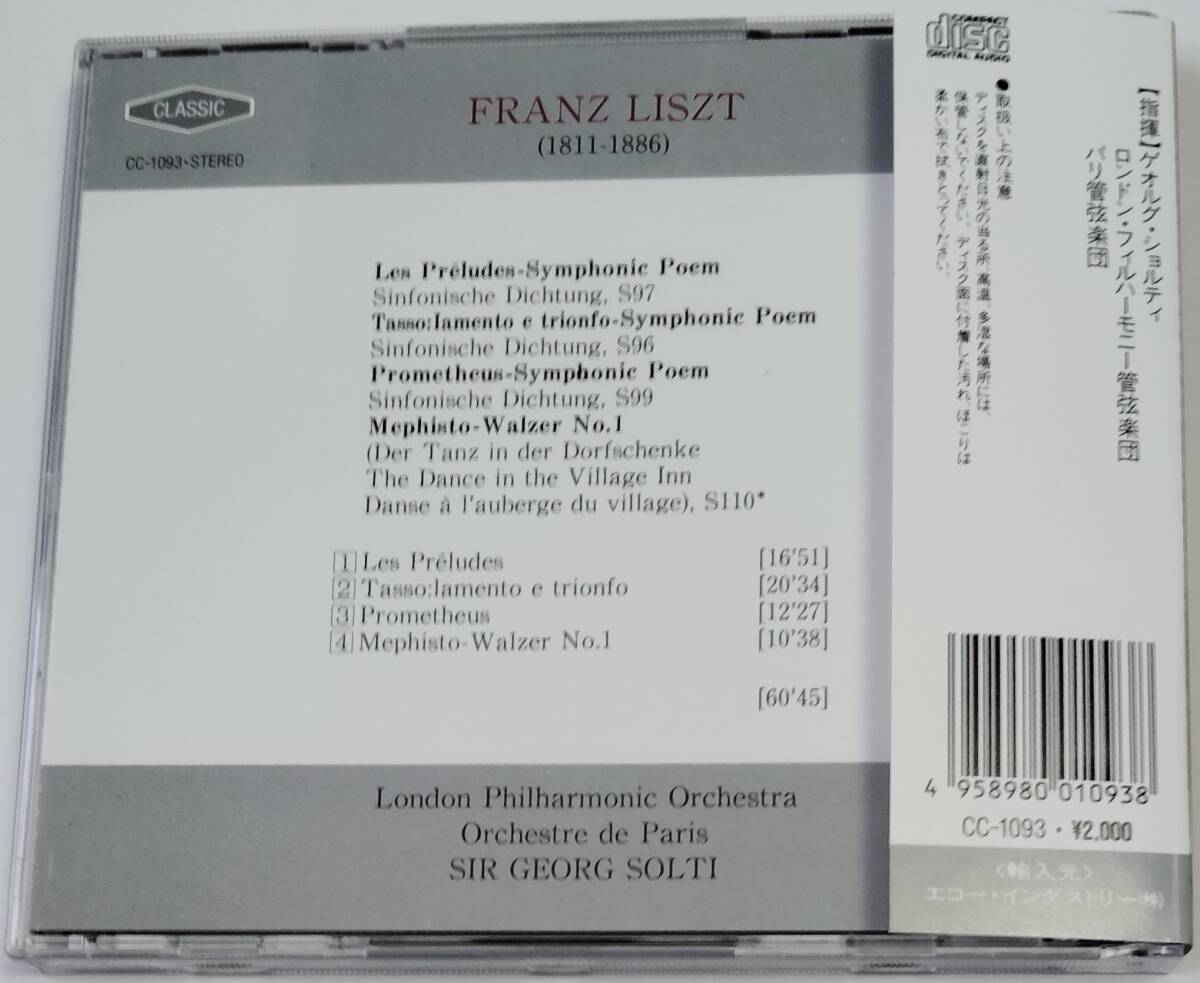 CLASSIC
CC-1093・STEREO
FRANZ LISZT
(1811-1886)
Les Préludes-Symphonic Poem
Sinfonische Dichtung, S97
Tasso:lamento e trionfo-Symphonic Poem
Sinfonische Dichtung, S96
Prometheus-Symphonic Poem
Sinfonische Dichtung, S99
Mephisto-Walzer No.1
(Der Tanz in der Dorfschenke
The Dance in the Village Inn
Danse à l'auberge du village), S110*
1 Les Préludes [16'51]
2 Tasso:lamento e trionfo [20'34]
3 Prometheus [12'27]
4 Mephisto-Walzer No.1 [10'38]
[60'45]
London Philharmonic Orchestra
Orchestre de Paris
SIR GEORG SOLTI
COMPACT
disc
DIGITAL AUDIO
【指揮】ゲオルグ・ショルティ
ロンドン・フィルハーモニー管弦楽団
パリ管弦楽団
●取扱い上の注意
ディスクを直射日光の当る所、高温、多湿な場所には、
保管しないでください。ディスク面に付着した汚れ、ほこりは
柔かい布で拭きとってください。
4 958980 010938
CC-1093・¥2,000
〈輸入元〉
エコー・インダストリー㈱